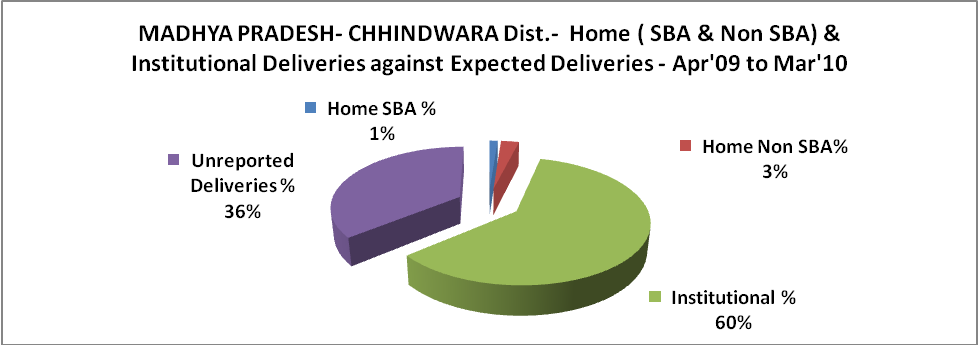 MADHYA PRADESH- CHHINDWARA Dist.- Home ( SBA & Non SBA) &
Institutional Deliveries against Expected Deliveries - Apr'09 to Mar'10
Home SBA %
1%
Home Non SBA%
3%
Unreported
Deliveries %
36%
Institutional %
60%